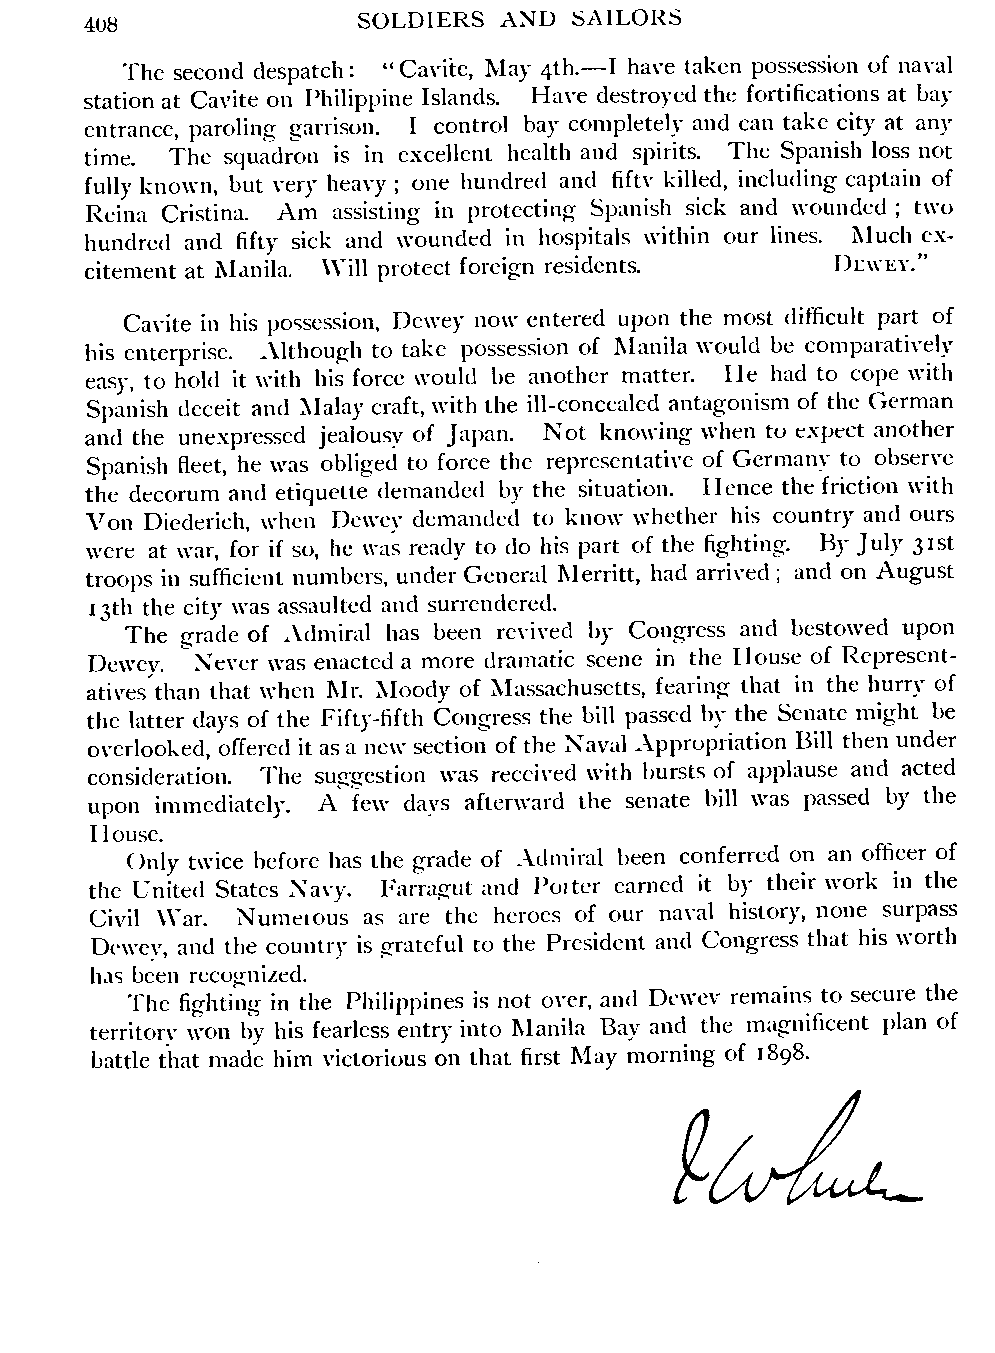 408 SOLDIERS AND SAILORS
The second despatch: "Cavite, May 4th.—I have taken possession of naval
station at Cavite on Philippine Islands. Have destroyed the fortifications at bay
entrance, paroling garrison. I control bay completely and can take city at any
time. The squadron is in excellent health and spirits. The Spanish loss not
fully known, but very heavy; one hundred and fifty killed, including captain of
Reina Cristina. Am assisting in protecting Spanish sick and wounded; two
hundred and fifty sick and wounded in hospitals within our lines. Much ex-
citement at Manila. Will protect foreign residents. DEWEY."
Cavite in his possession, Dewey now entered upon the most difficult part of
his enterprise. Although to take possession of Manila would be comparatively
easy, to hold it with his force would be another matter. He had to cope with
Spanish deceit and Malay craft, with the ill-concealed antagonism of the German
and the unexpressed jealousy of Japan. Not knowing when to expect another
Spanish fleet, he was obliged to force the representative of Germany to observe
the decorum and etiquette demanded by the situation. Hence the friction with
Von Diederich, when Dewey demanded to know whether his country and ours
were at war, for if so, he was ready to do his part of the fighting. By July 31st
troops in sufficient numbers, under General Merritt, had arrived; and on August
13th the city was assaulted and surrendered.
The grade of Admiral has been revived by Congress and bestowed upon
Dewey. Never was enacted a more dramatic scene in the House of Represent-
atives than that when Mr. Moody of Massachusetts, fearing that in the hurry of
the latter days of the Fifty-fifth Congress the bill passed by the Senate might be
overlooked, offered it as a new section of the Naval Appropriation Bill then under
consideration. The suggestion was received with bursts of applause and acted
upon immediately. A few days afterward the senate bill was passed by the
House.
Only twice before has the grade of Admiral been conferred on an officer of
the United States Navy. Farragut and Porter earned it by their work in the
Civil War. Numerous as are the heroes of our naval history, none surpass
Dewey, and the country is grateful to the President and Congress that his worth
has been recognized.
The fighting in the Philippines is not over, and Dewey remains to secure the
territory won by his fearless entry into Manila Bay and the magnificent plan of
battle that made him victorious on that first May morning of 1898.